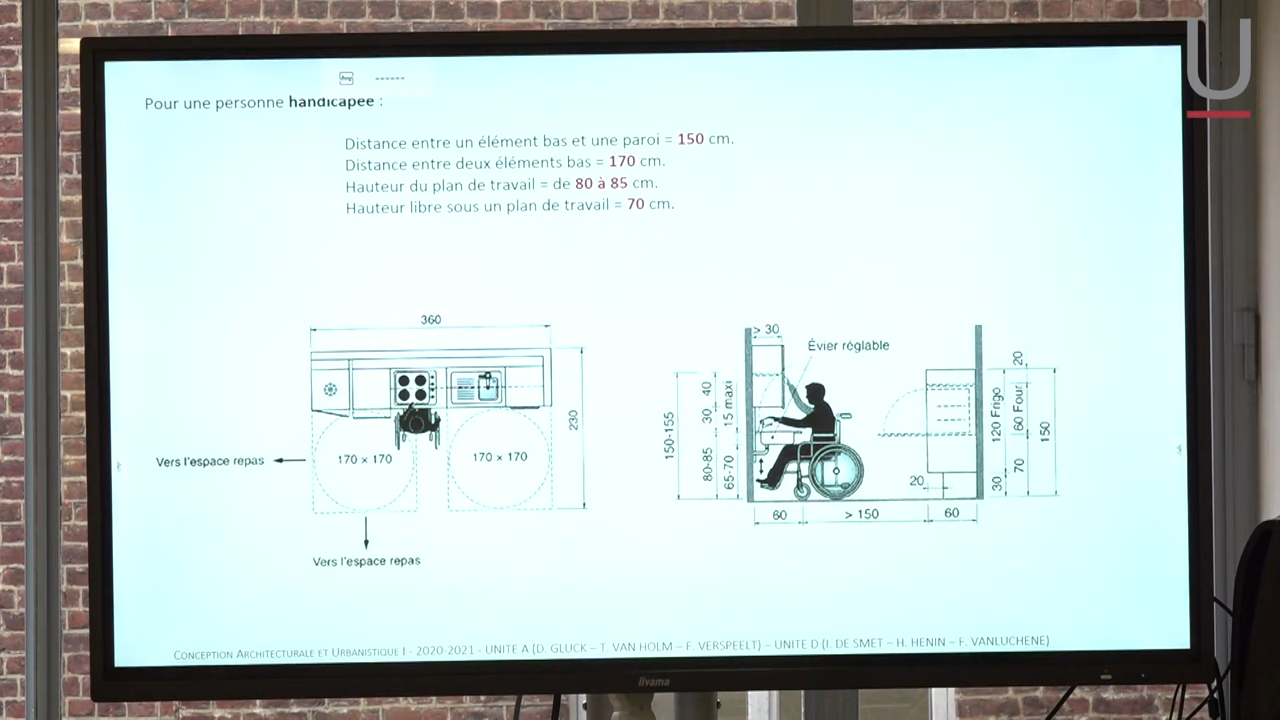 U
Pour une personne handicapée :
Distance entre un élément bas et une paroi = 150 cm.
Distance entre deux éléments bas = 170 cm.
Hauteur du plan de travail = de 80 à 85 cm.
Hauteur libre sous un plan de travail = 70 cm.
360
230
170 × 170
170 × 170
Vers l'espace repas
Vers l'espace repas
> 30
Évier réglable
150-155
40
30
80-85
15 maxi
65-70
60
> 150
60
20
120 Frigo
30
20
60 Four
70
150
CONCEPTION ARCHITECTURALE ET URBANISTIQUE I - 2020-2021 - UNITE A (D. GLUCK – T. VAN HOLM – F. VERSPEELT) – UNITE D (I. DE SMET – H. HENIN – F. VANLUCHENE)
iiyama